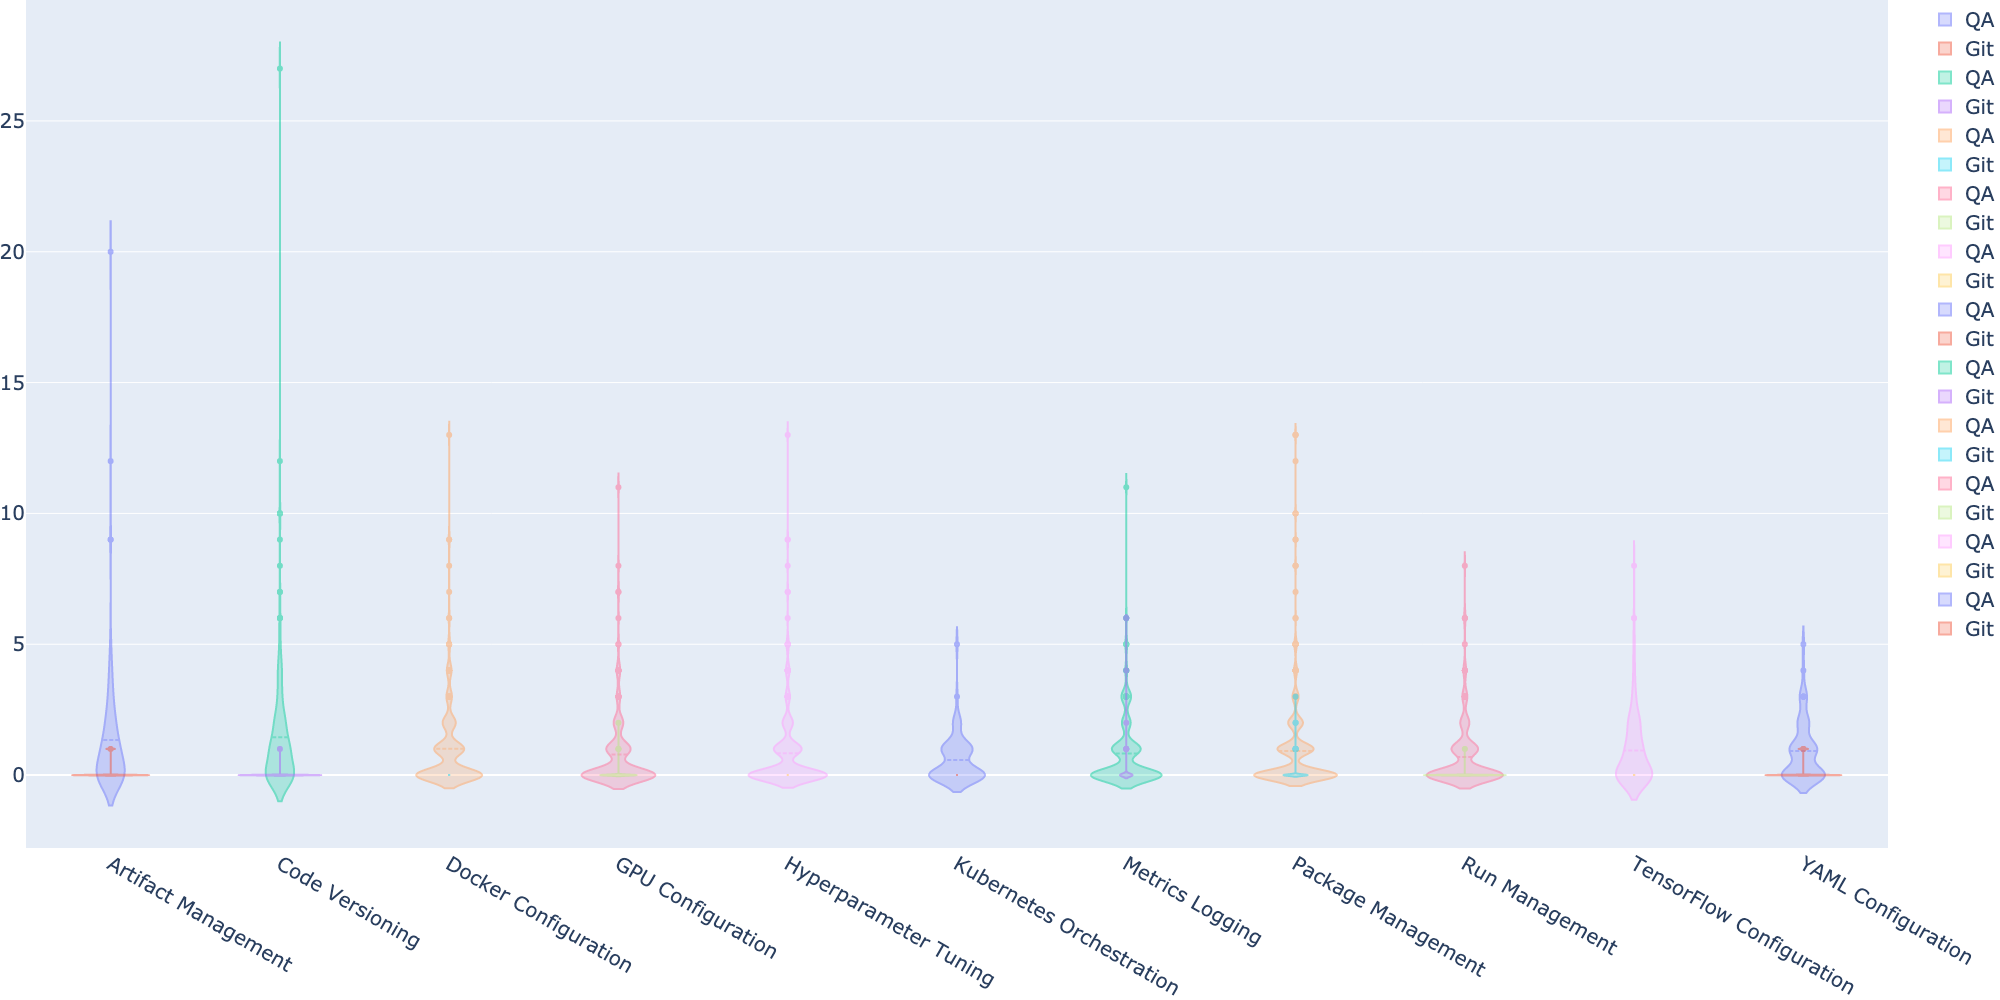 25
20
15
10
5
0
Artifact Management
Code Versioning
Docker Configuration
GPU Configuration
Hyperparameter Tuning
Kubernetes Orchestration
Metrics Logging
Package Management
Run Management
TensorFlow Configuration
YAML Configuration
QA
Git
QA
Git
QA
Git
QA
Git
QA
Git
QA
Git
QA
Git
QA
Git
QA
Git
QA
Git
QA
Git